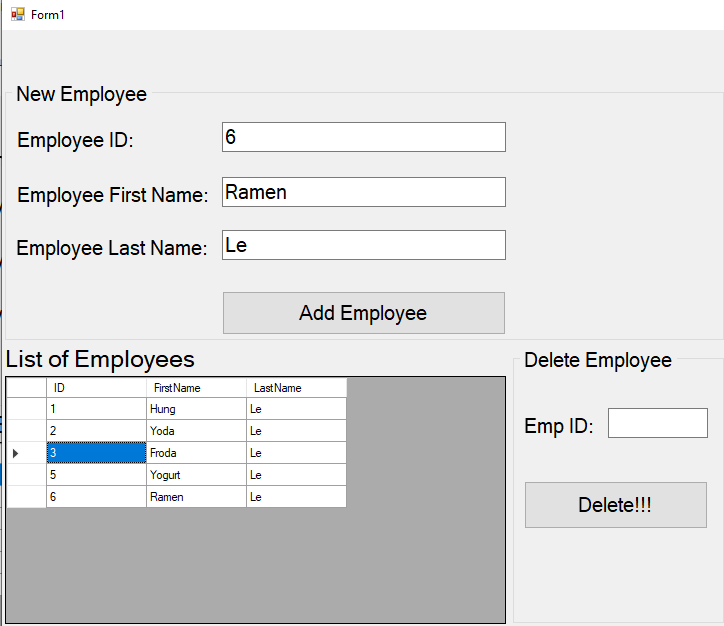 Form1
New Employee
Employee ID: 6
Employee First Name: Ramen
Employee Last Name: Le
Add Employee
List of Employees
ID FirstName LastName
1 Hung Le
2 Yoda Le
3 Froda Le
5 Yogurt Le
6 Ramen Le
Delete Employee
Emp ID:
Delete!!!